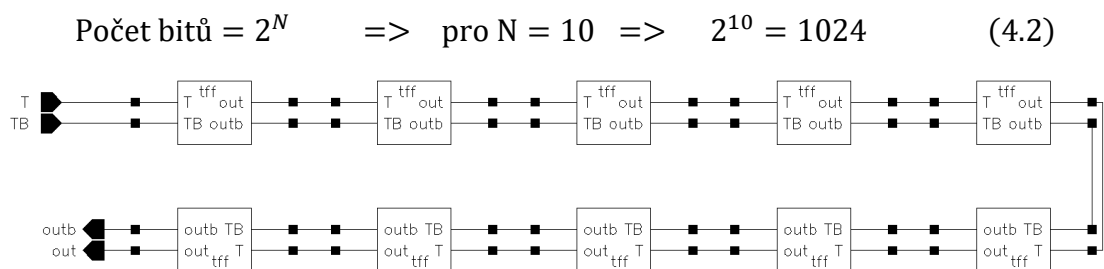 Počet bitů = 2^N => pro N = 10 => 2^10 = 1024 (4.2)
T T tff out T tff out T tff out T tff out T tff out
TB TB outb TB outb TB outb TB outb TB outb
outb outb TB outb TB outb TB outb TB outb TB
out out tff T out tff T out tff T out tff T out tff T